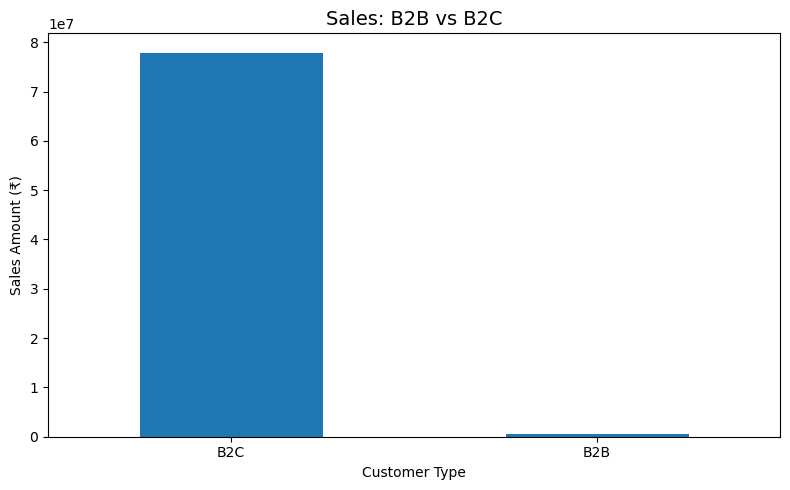 Sales: B2B vs B2C
1e7
8
7
6
5
4
3
2
1
0
Sales Amount (₹)
B2C B2B
Customer Type